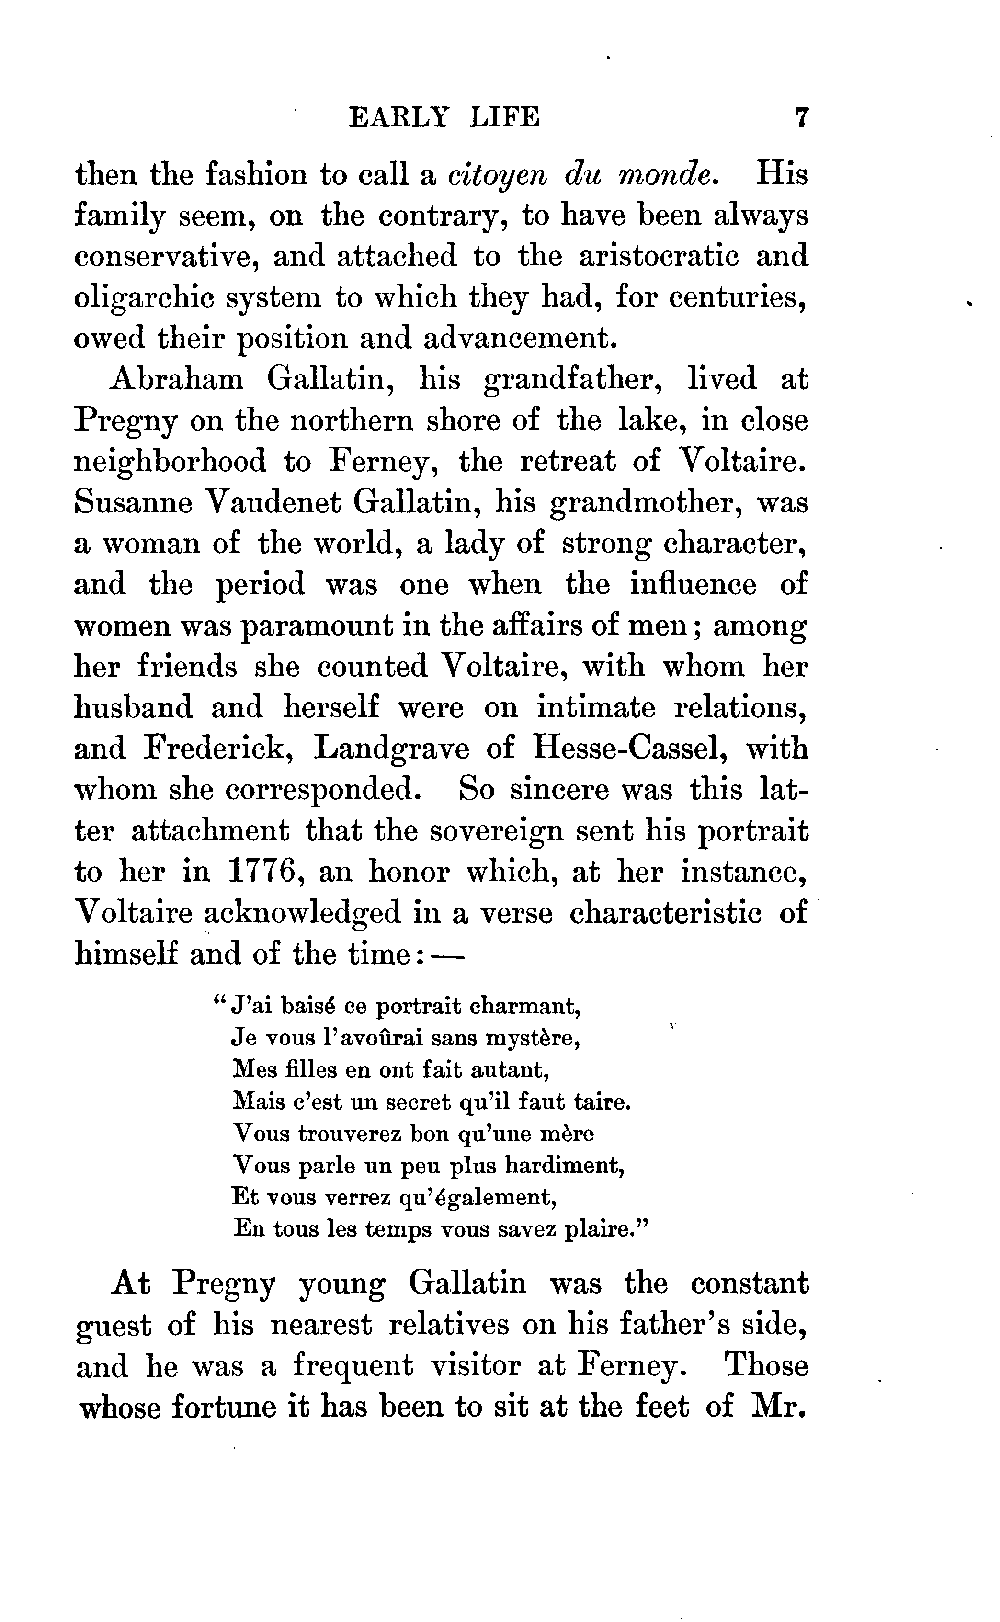 EARLY LIFE 7
then the fashion to call a citoyen du monde. His
family seem, on the contrary, to have been always
conservative, and attached to the aristocratic and
oligarchic system to which they had, for centuries,
owed their position and advancement.
Abraham Gallatin, his grandfather, lived at
Pregny on the northern shore of the lake, in close
neighborhood to Ferney, the retreat of Voltaire.
Susanne Vaudenet Gallatin, his grandmother, was
a woman of the world, a lady of strong character,
and the period was one when the influence of
women was paramount in the affairs of men; among
her friends she counted Voltaire, with whom her
husband and herself were on intimate relations,
and Frederick, Landgrave of Hesse-Cassel, with
whom she corresponded. So sincere was this lat-
ter attachment that the sovereign sent his portrait
to her in 1776, an honor which, at her instance,
Voltaire acknowledged in a verse characteristic of
himself and of the time: —
“J'ai baisé ce portrait charmant,
Je vous l'avoûrai sans mystère,
Mes filles en ont fait autant,
Mais c'est un secret qu'il faut taire.
Vous trouverez bon qu'une mère
Vous parle un peu plus hardiment,
Et vous verrez qu'également,
En tous les temps vous savez plaire.”
At Pregny young Gallatin was the constant
guest of his nearest relatives on his father's side,
and he was a frequent visitor at Ferney. Those
whose fortune it has been to sit at the feet of Mr.